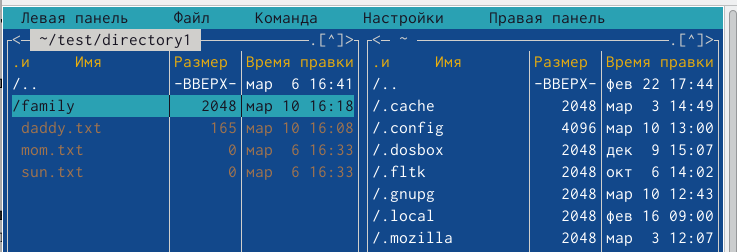 Левая панель Файл Команда Настройки Правая панель
<— ~/test/directory1 .[^]>
.и Имя Размер Время правки
/.. -ВВЕРХ- мар 6 16:41
/family 2048 мар 10 16:18
daddy.txt 165 мар 10 16:08
mom.txt 0 мар 6 16:33
sun.txt 0 мар 6 16:33
<— ~ .[^]>
.и Имя Размер Время правки
/.. -ВВЕРХ- фев 22 17:44
/.cache 2048 мар 3 14:49
/.config 4096 мар 10 13:00
/.dosbox 2048 дек 9 15:07
/.fltk 2048 окт 6 14:02
/.gnupg 2048 мар 10 12:43
/.local 2048 фев 16 09:00
/.mozilla 2048 мар 3 12:07